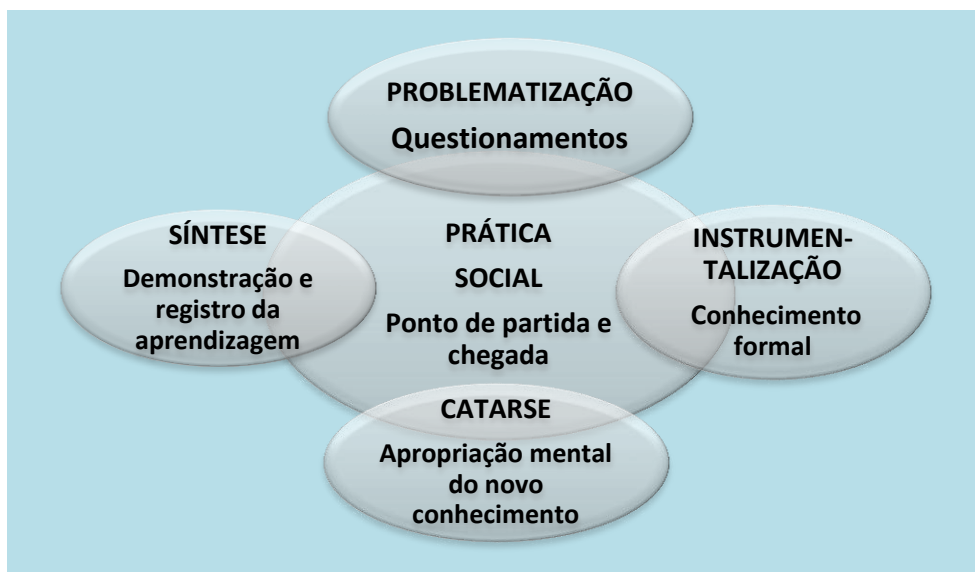 PROBLEMATIZAÇÃO
Questionamentos
SÍNTESE
Demonstração e
registro da
aprendizagem
PRÁTICA
SOCIAL
Ponto de partida e
chegada
INSTRUMEN-
TALIZAÇÃO
Conhecimento
formal
CATARSE
Apropriação mental
do novo
conhecimento